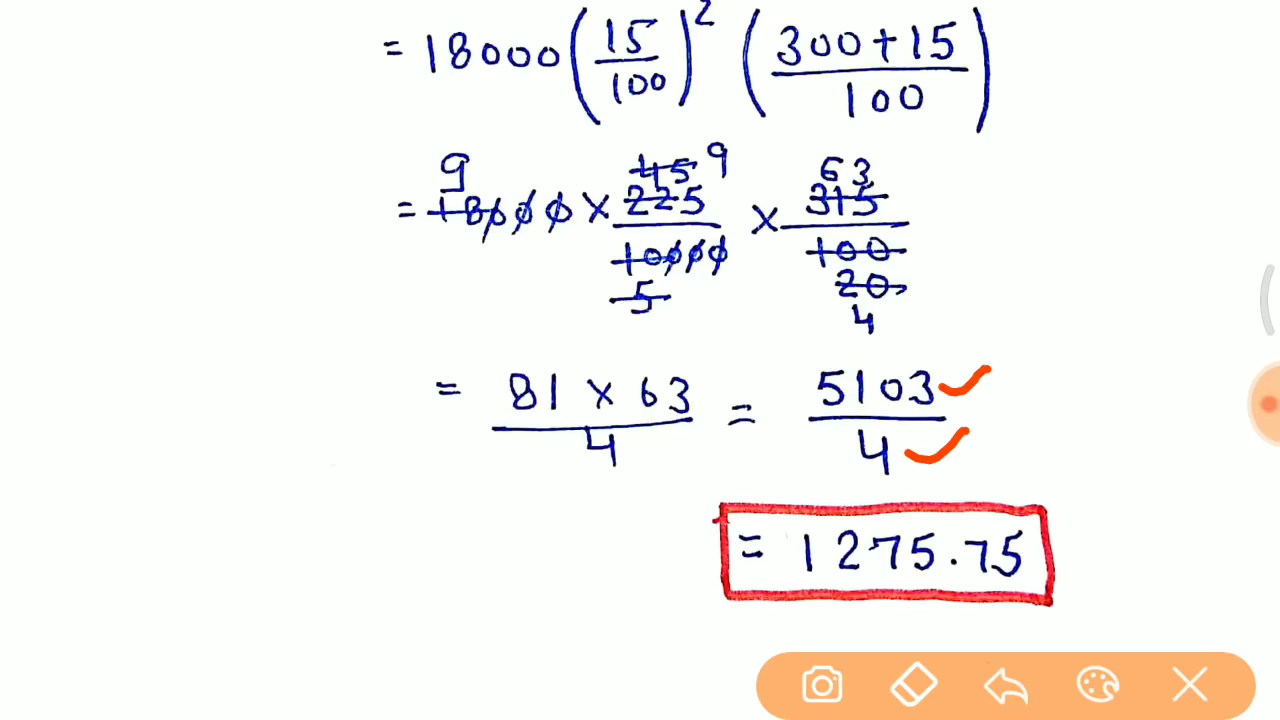 = 18000 (15/100)² (300+15/100)
9 45 9 63
= 18000 × 225/10000 × 315/100
5 20
4
= 81 × 63/4 = 5103/4
= 1275.75